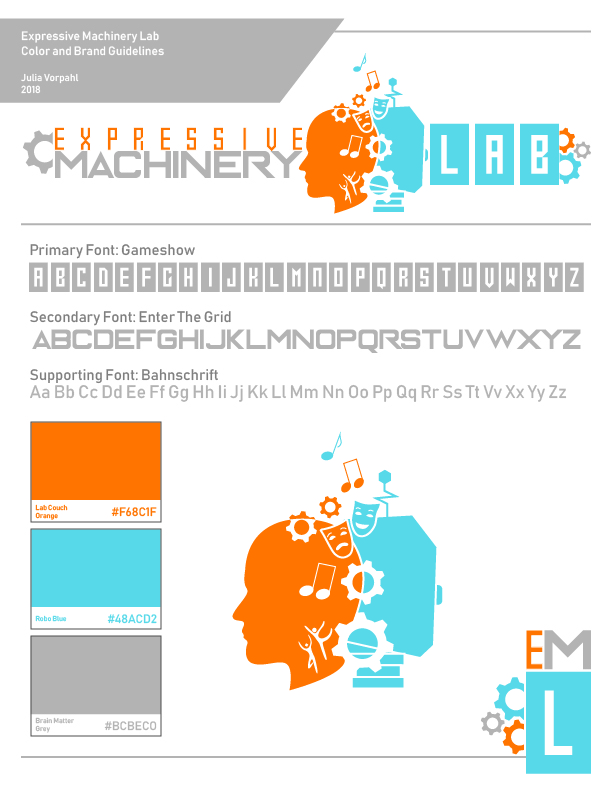 Expressive Machinery Lab
Color and Brand Guidelines
Julia Vorpahl
2018
EXPRESSIVE
MACHINERY
LAB
Primary Font: Gameshow
ABCDEFGHIJKLMNOPQRSTUVWXYZ
Secondary Font: Enter The Grid
ABCDEFGHIJKLMNOPQRSTUVWXYZ
Supporting Font: Bahnschrift
Aa Bb Cc Dd Ee Ff Gg Hh Ii Jj Kk Ll Mm Nn Oo Pp Qq Rr Ss Tt Vv Xx Yy Zz
Lab Couch
Orange
#F68C1F
Robo Blue
#48ACD2
Brain Matter
Grey
#BCBEC0
EM
L